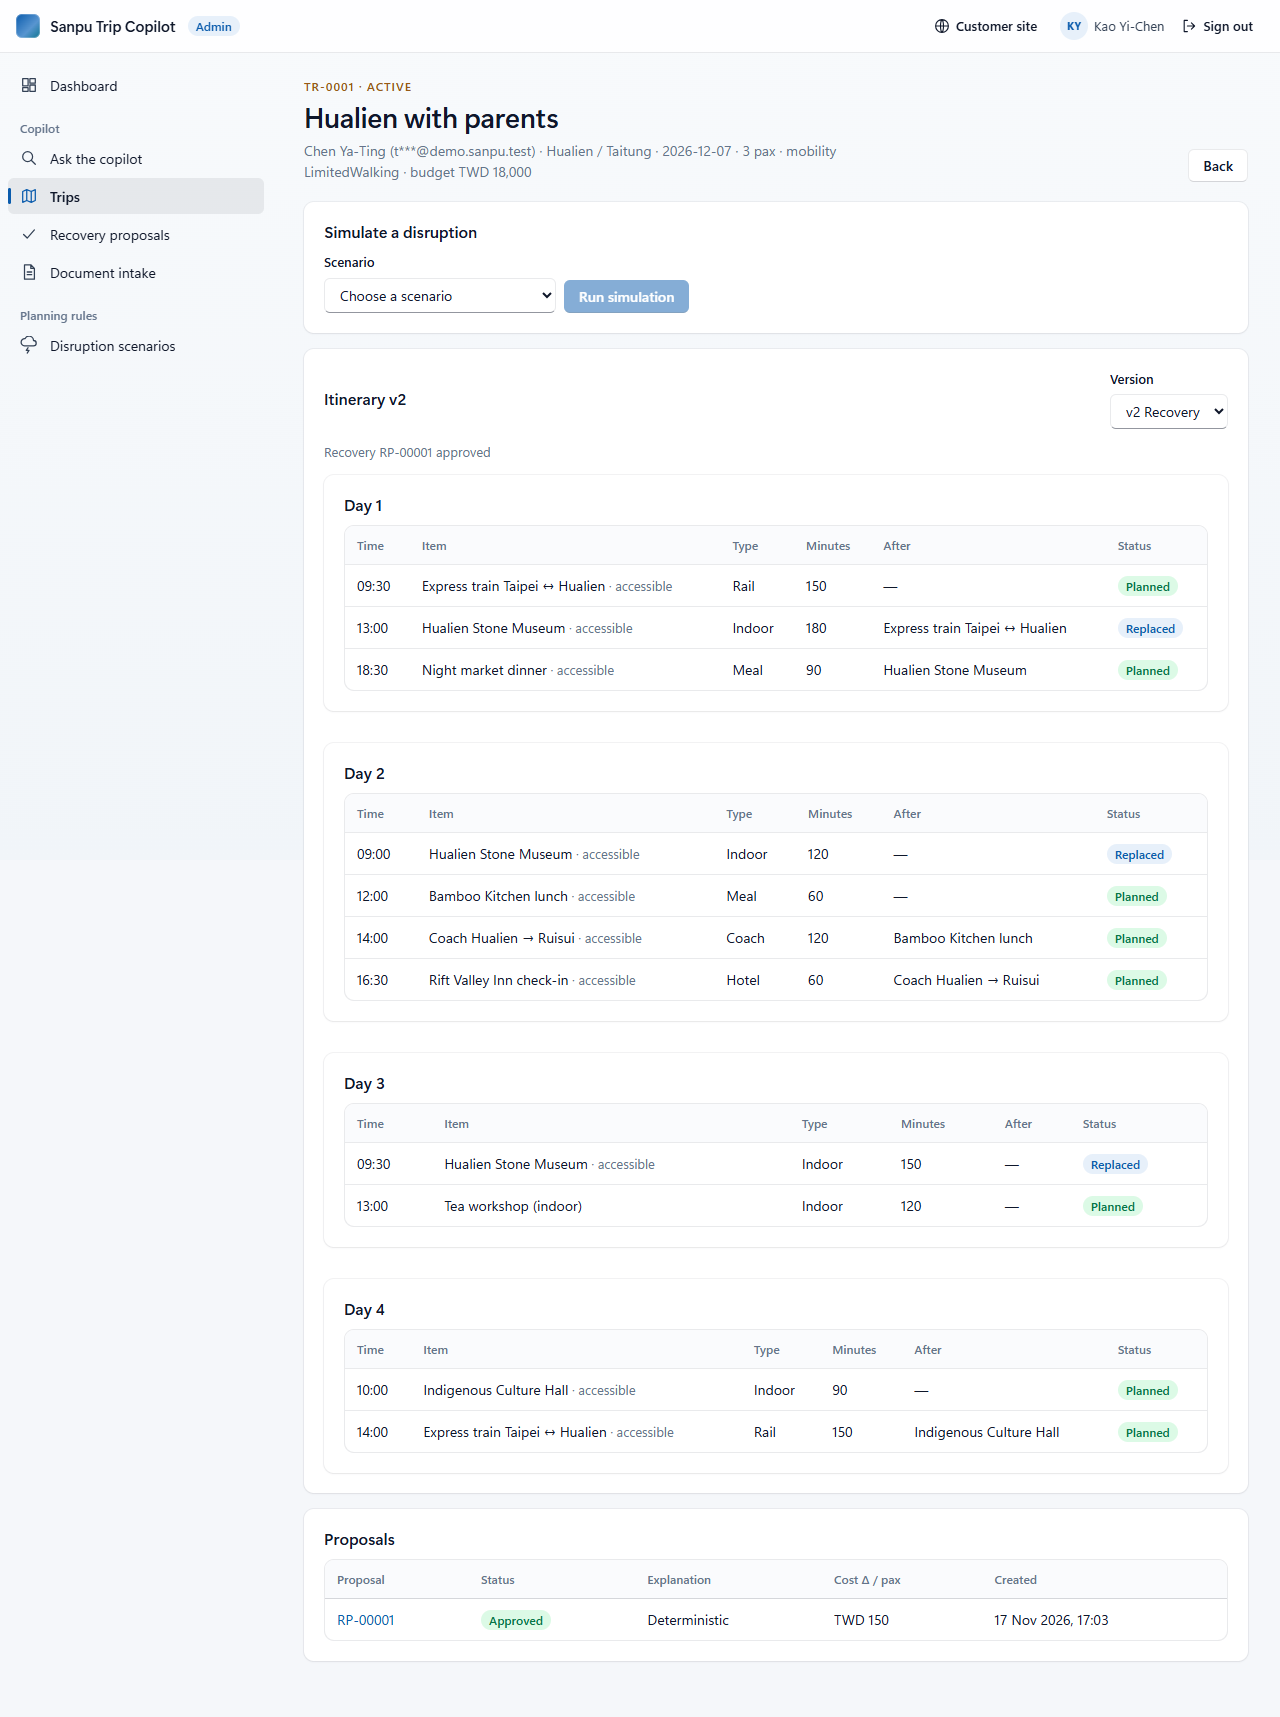 Sanpu Trip Copilot Admin
Customer site KY Kao Yi-Chen Sign out
Dashboard
Copilot
Ask the copilot
Trips
Recovery proposals
Document intake
Planning rules
Disruption scenarios
TR-0001 · ACTIVE
Hualien with parents
Chen Ya-Ting (t***@demo.sanpu.test) · Hualien / Taitung · 2026-12-07 · 3 pax · mobility
LimitedWalking · budget TWD 18,000
Back
Simulate a disruption
Scenario
Choose a scenario Run simulation
Itinerary v2
Version
v2 Recovery
Recovery RP-00001 approved
Day 1
Time Item Type Minutes After Status
09:30 Express train Taipei ↔ Hualien · accessible Rail 150 — Planned
13:00 Hualien Stone Museum · accessible Indoor 180 Express train Taipei ↔ Hualien Replaced
18:30 Night market dinner · accessible Meal 90 Hualien Stone Museum Planned
Day 2
Time Item Type Minutes After Status
09:00 Hualien Stone Museum · accessible Indoor 120 — Replaced
12:00 Bamboo Kitchen lunch · accessible Meal 60 — Planned
14:00 Coach Hualien → Ruisui · accessible Coach 120 Bamboo Kitchen lunch Planned
16:30 Rift Valley Inn check-in · accessible Hotel 60 Coach Hualien → Ruisui Planned
Day 3
Time Item Type Minutes After Status
09:30 Hualien Stone Museum · accessible Indoor 150 — Replaced
13:00 Tea workshop (indoor) Indoor 120 — Planned
Day 4
Time Item Type Minutes After Status
10:00 Indigenous Culture Hall · accessible Indoor 90 — Planned
14:00 Express train Taipei ↔ Hualien · accessible Rail 150 Indigenous Culture Hall Planned
Proposals
Proposal Status Explanation Cost Δ / pax Created
RP-00001 Approved Deterministic TWD 150 17 Nov 2026, 17:03